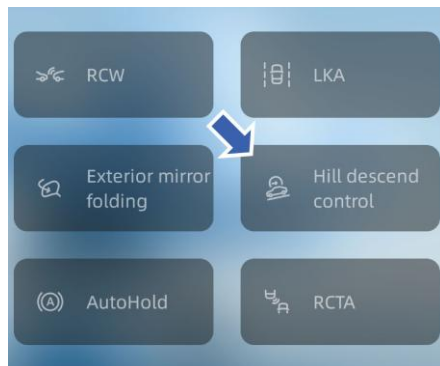 RCW
LKA
Exterior mirror
folding
Hill descend
control
AutoHold
RCTA